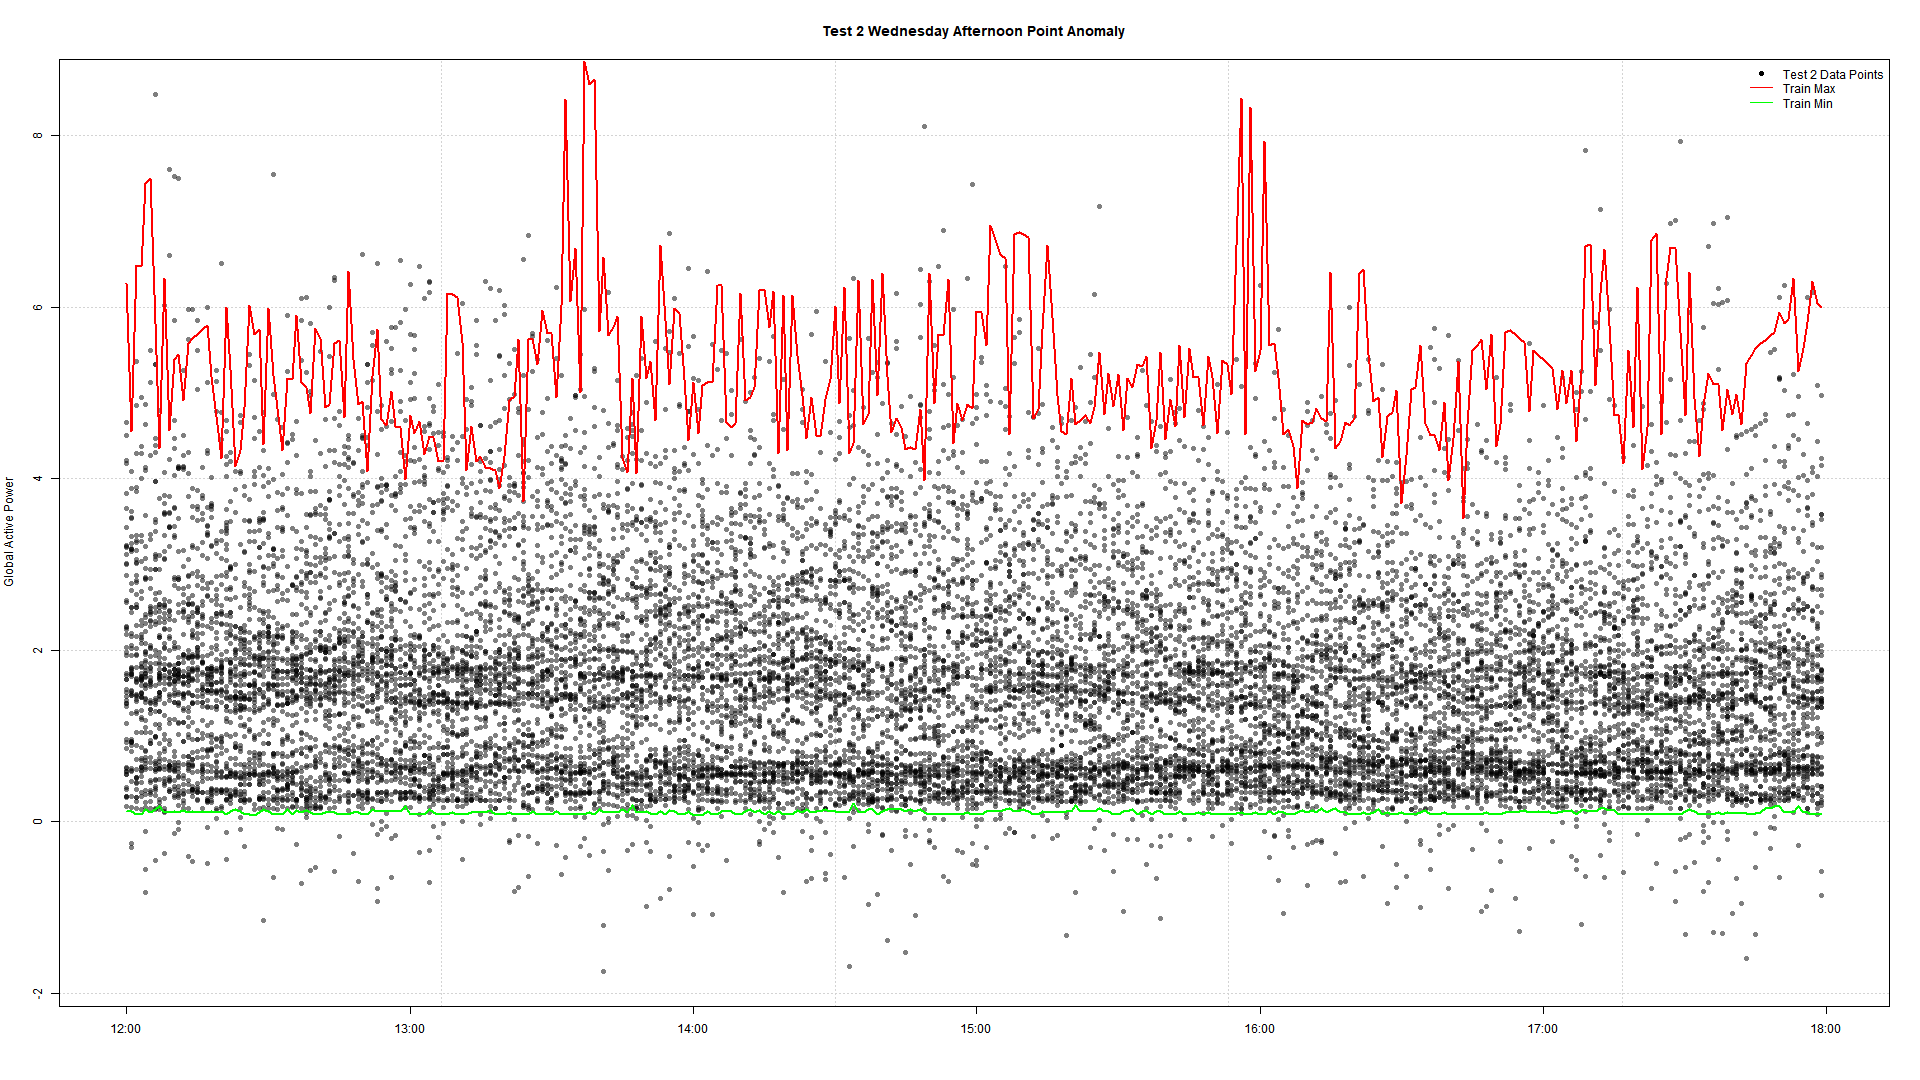 Test 2 Wednesday Afternoon Point Anomaly
Test 2 Data Points
Train Max
Train Min
Global Active Power
8
6
4
2
0
-2
12:00 13:00 14:00 15:00 16:00 17:00 18:00